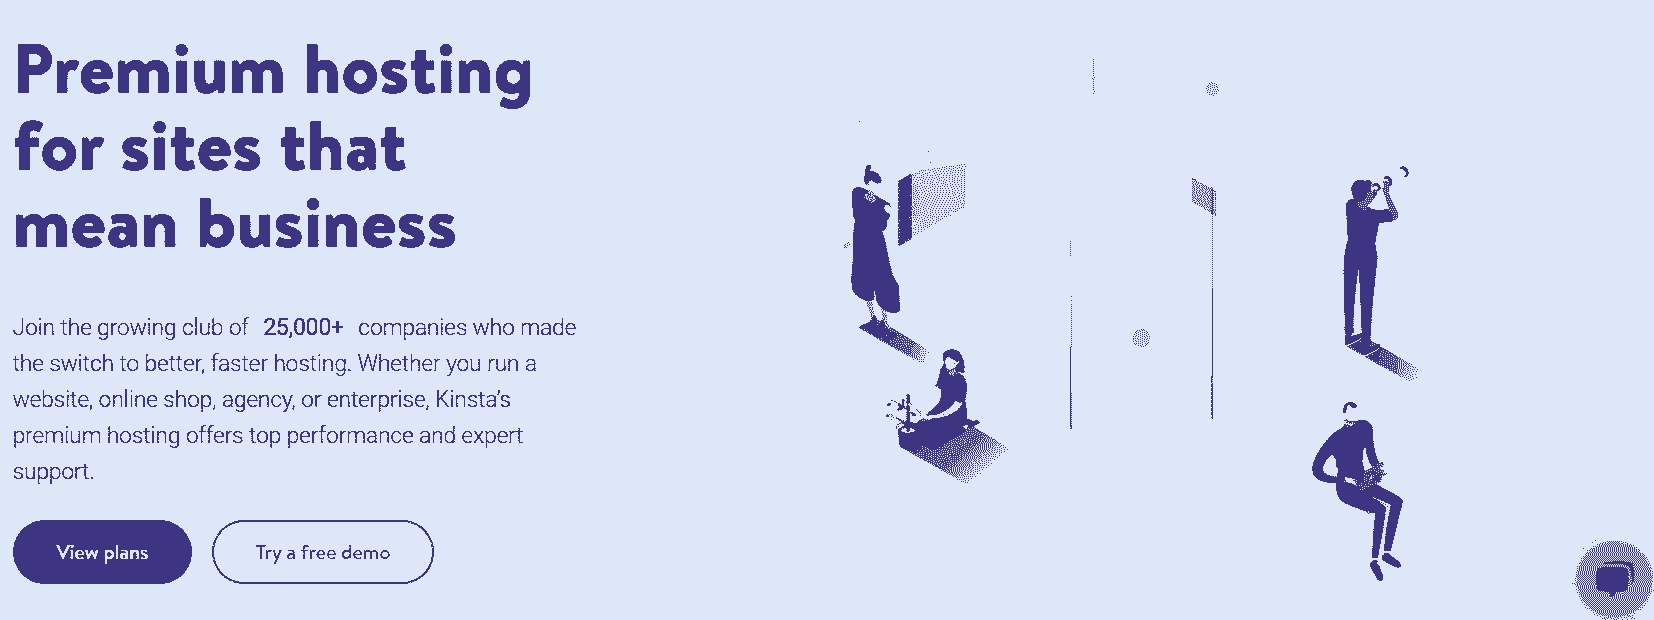 Premium hosting
for sites that
mean business
Join the growing club of 25,000+ companies who made
the switch to better, faster hosting. Whether you run a
website, online shop, agency, or enterprise, Kinsta’s
premium hosting offers top performance and expert
support.
View plans
Try a free demo